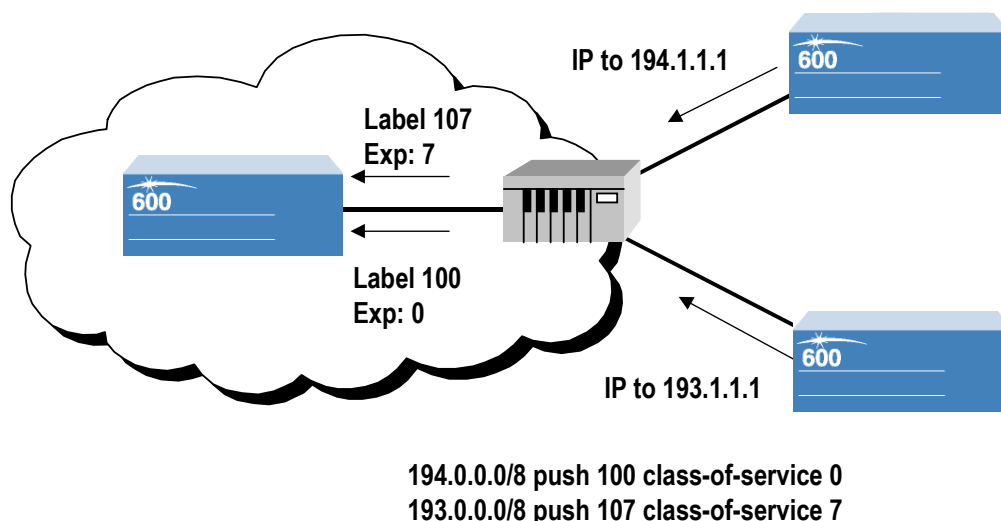 600
IP to 194.1.1.1
Label 107
Exp: 7
600
Label 100
Exp: 0
600
IP to 193.1.1.1
194.0.0.0/8 push 100 class-of-service 0
193.0.0.0/8 push 107 class-of-service 7